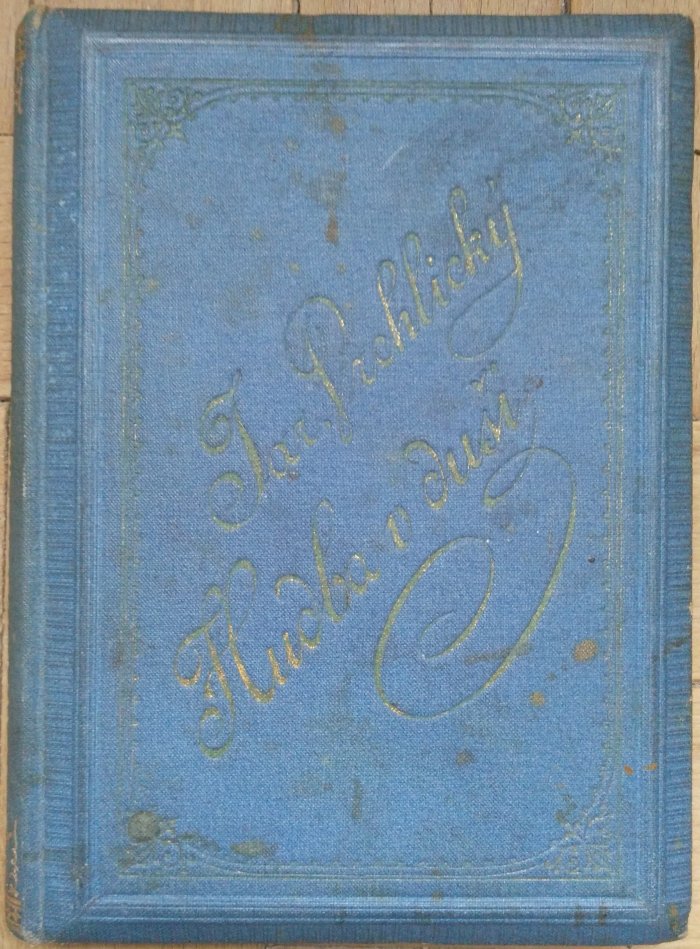 Jar. Vrchlický
Hudba v duši